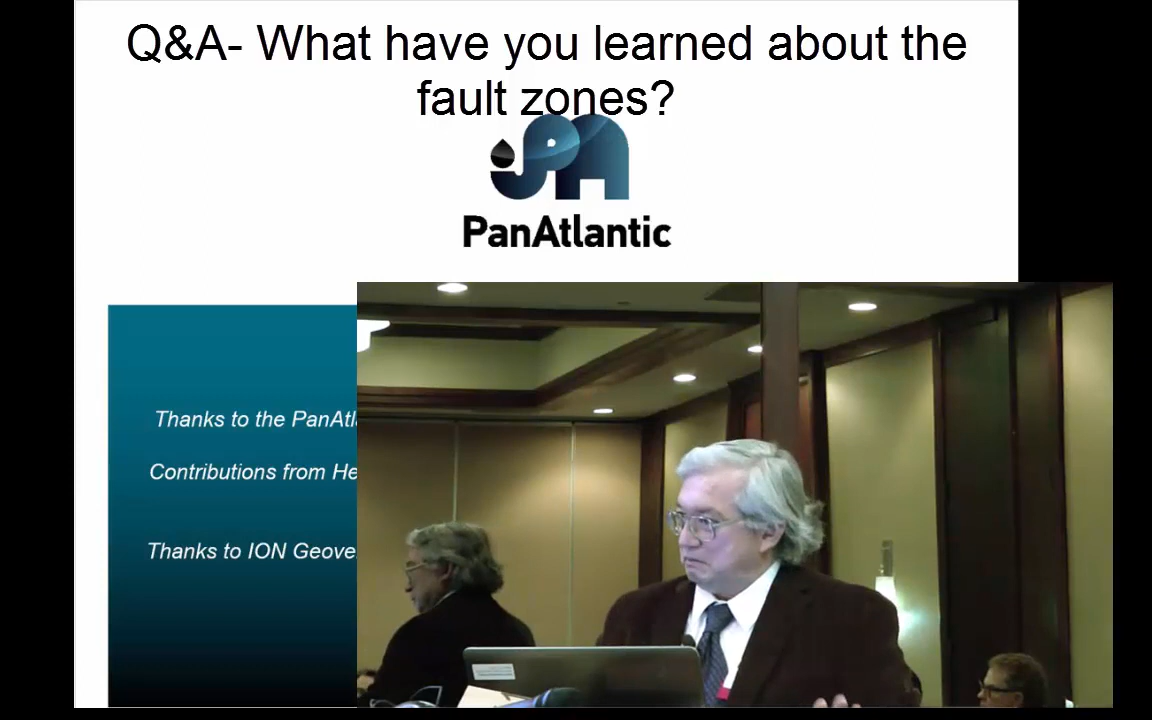 Q&A- What have you learned about the
fault zones?
PanAtlantic
Thanks to the PanAtl
Contributions from He
Thanks to ION Geove